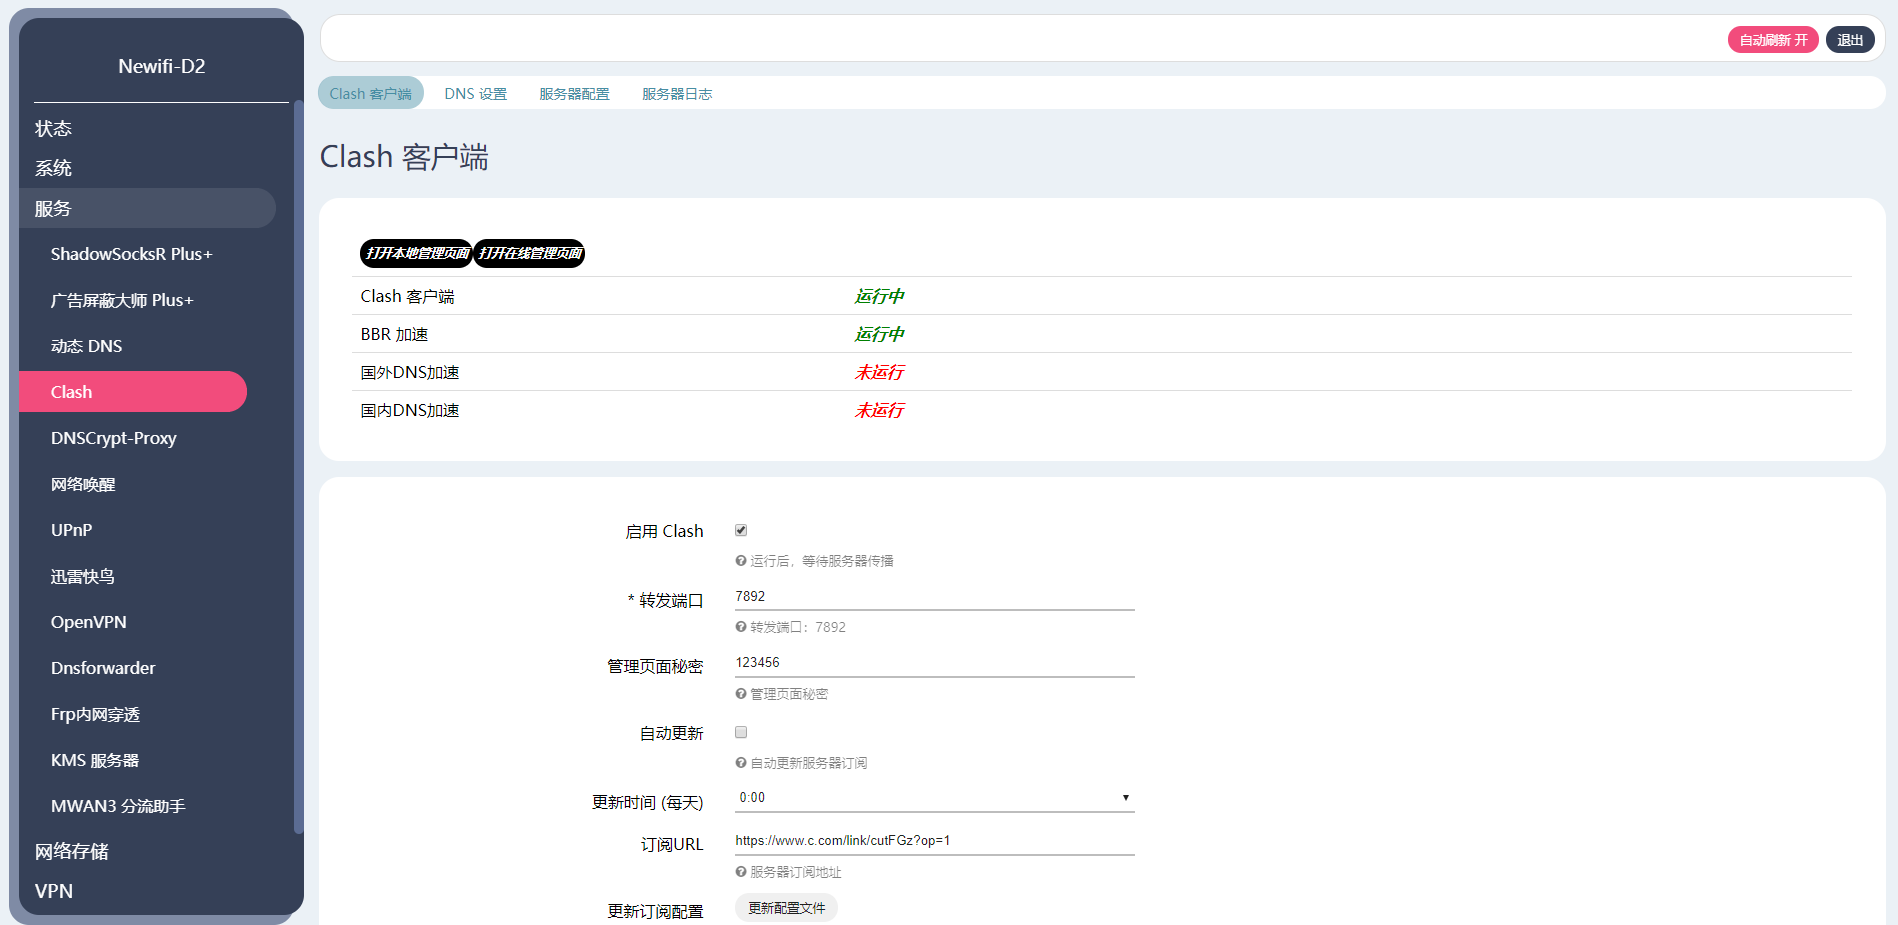 Newifi-D2
状态
系统
服务
ShadowSocksR Plus+
广告屏蔽大师 Plus+
动态 DNS
Clash
DNSCrypt-Proxy
网络唤醒
UPnP
迅雷快鸟
OpenVPN
Dnsforwarder
Frp内网穿透
KMS 服务器
MWAN3 分流助手
网络存储
VPN
自动刷新 开 退出
Clash 客户端 DNS 设置 服务器配置 服务器日志
Clash 客户端
打开本地管理页面 打开在线管理页面
Clash 客户端 运行中
BBR 加速 运行中
国外DNS加速 未运行
国内DNS加速 未运行
启用 Clash
运行后，等待服务器传播
* 转发端口 7892
转发端口：7892
管理页面秘密 123456
管理页面秘密
自动更新
自动更新服务器订阅
更新时间 (每天) 0:00
订阅URL https://www.c.com/link/cutFGz?op=1
服务器订阅地址
更新订阅配置 更新配置文件